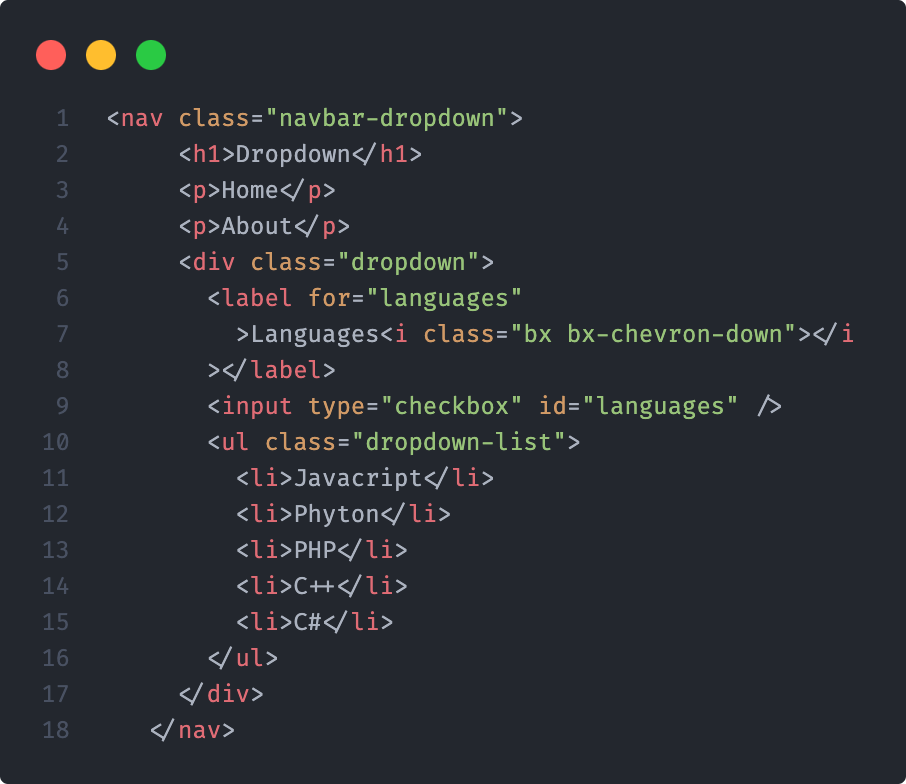 1 <nav class="navbar-dropdown">
2 <h1>Dropdown</h1>
3 <p>Home</p>
4 <p>About</p>
5 <div class="dropdown">
6 <label for="languages"
7 >Languages<i class="bx bx-chevron-down"></i
8 ></label>
9 <input type="checkbox" id="languages" />
10 <ul class="dropdown-list">
11 <li>Javacript</li>
12 <li>Phyton</li>
13 <li>PHP</li>
14 <li>C++</li>
15 <li>C#</li>
16 </ul>
17 </div>
18 </nav>